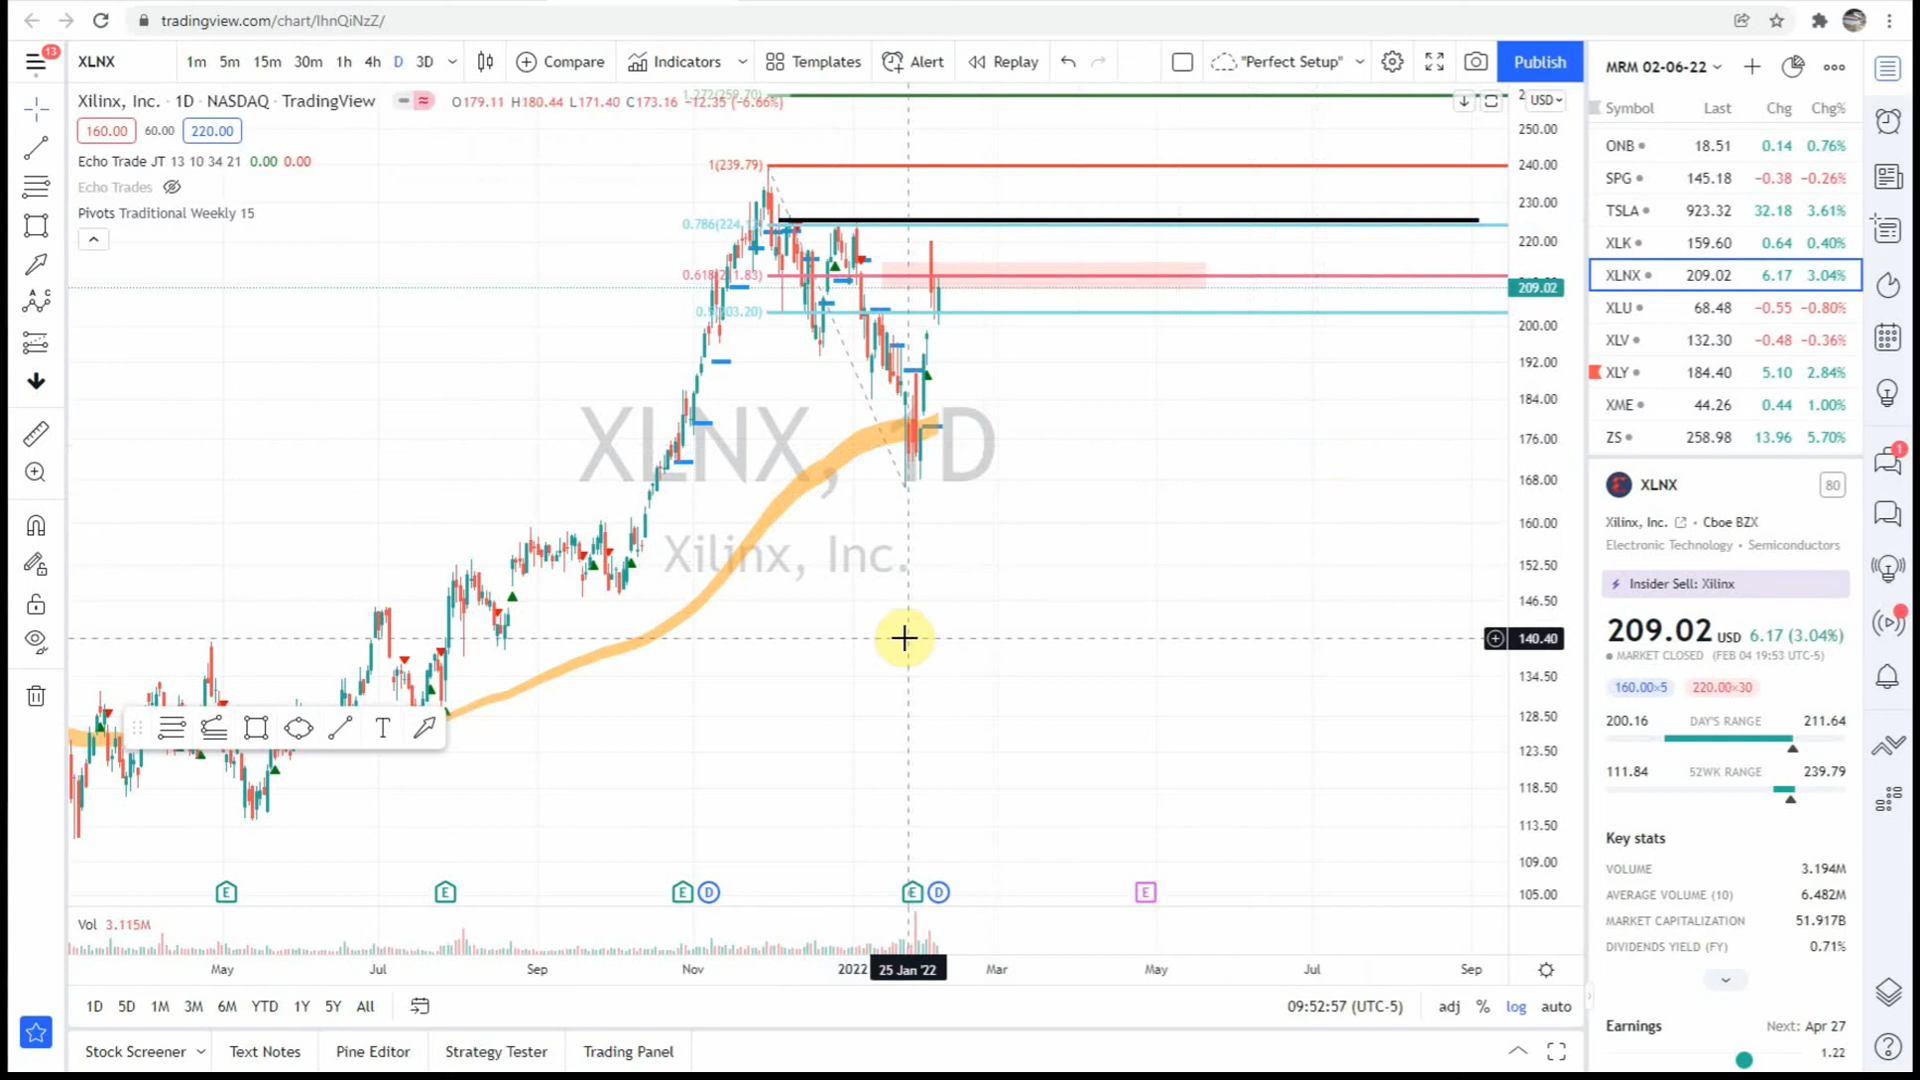 tradingview.com/chart/lhnQiNzZ/
13
XLNX
1m 5m 15m 30m 1h 4h D 3D
Compare
Indicators
Templates
Alert
Replay
"Perfect Setup"
Publish
MRM 02-06-22
Xilinx, Inc. · 1D · NASDAQ · TradingView
O179.11 H180.44 L171.40 C173.16 −12.35 (−6.66%)
160.00 60.00 220.00
Echo Trade JT 13 10 34 21 0.00 0.00
Echo Trades
Pivots Traditional Weekly 15
1.272(259.70)
1(239.79)
USD
250.00
240.00
230.00
220.00
209.02
200.00
192.00
184.00
176.00
168.00
160.00
152.50
146.50
140.40
134.50
128.50
123.50
118.50
113.50
109.00
105.00
XLNX, 1D
Xilinx, Inc.
T
E E E D E D E
Vol 3.115M
May Jul Sep Nov 2022 25 Jan '22 Mar May Jul Sep
1D 5D 1M 3M 6M YTD 1Y 5Y All
09:52:57 (UTC-5) adj % log auto
Stock Screener Text Notes Pine Editor Strategy Tester Trading Panel
Symbol Last Chg Chg%
ONB 18.51 0.14 0.76%
SPG 145.18 −0.38 −0.26%
TSLA 923.32 32.18 3.61%
XLK 159.60 0.64 0.40%
XLNX 209.02 6.17 3.04%
XLU 68.48 −0.55 −0.80%
XLV 132.30 −0.48 −0.36%
XLY 184.40 5.10 2.84%
XME 44.26 0.44 1.00%
ZS 258.98 13.96 5.70%
XLNX
80
Xilinx, Inc. • Cboe BZX
Electronic Technology • Semiconductors
Insider Sell: Xilinx
209.02 USD 6.17 (3.04%)
MARKET CLOSED (FEB 04 19:53 UTC-5)
160.00×5 220.00×30
200.16 DAY'S RANGE 211.64
111.84 52WK RANGE 239.79
Key stats
VOLUME 3.194M
AVERAGE VOLUME (10) 6.482M
MARKET CAPITALIZATION 51.917B
DIVIDENDS YIELD (FY) 0.71%
Earnings Next: Apr 27
1.22
1